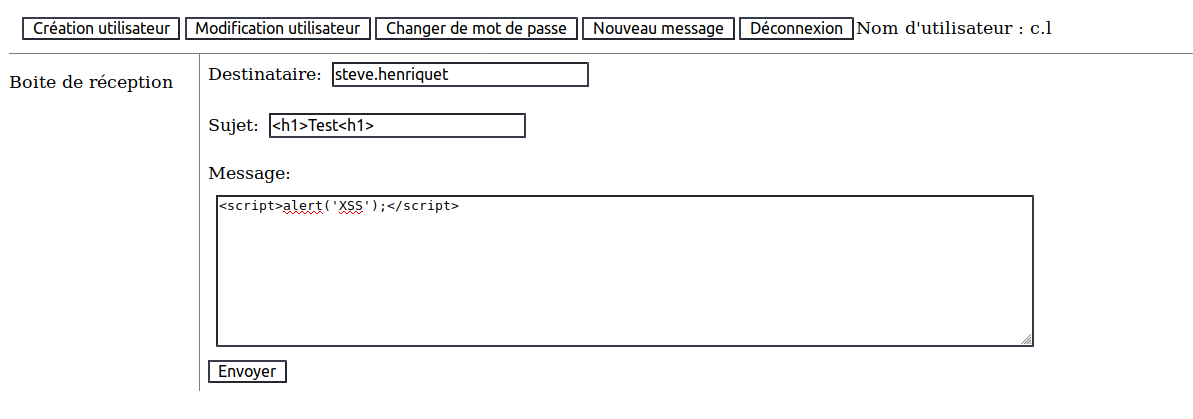 Création utilisateur Modification utilisateur Changer de mot de passe Nouveau message Déconnexion Nom d'utilisateur : c.l
Boite de réception
Destinataire: steve.henriquet
Sujet: <h1>Test<h1>
Message:
<script>alert('XSS');</script>
Envoyer